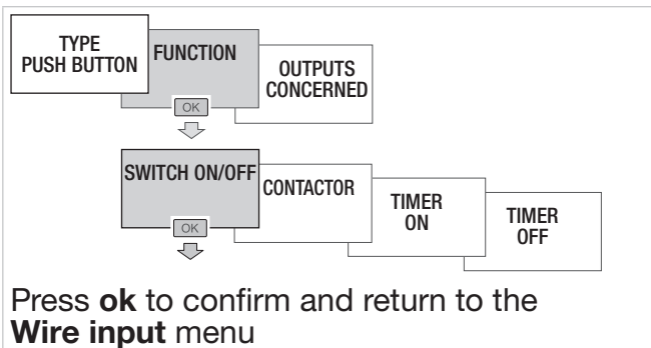 TYPE
PUSH BUTTON
FUNCTION
OUTPUTS
CONCERNED
OK
SWITCH ON/OFF
CONTACTOR
TIMER
ON
TIMER
OFF
OK
Press ok to confirm and return to the
Wire input menu